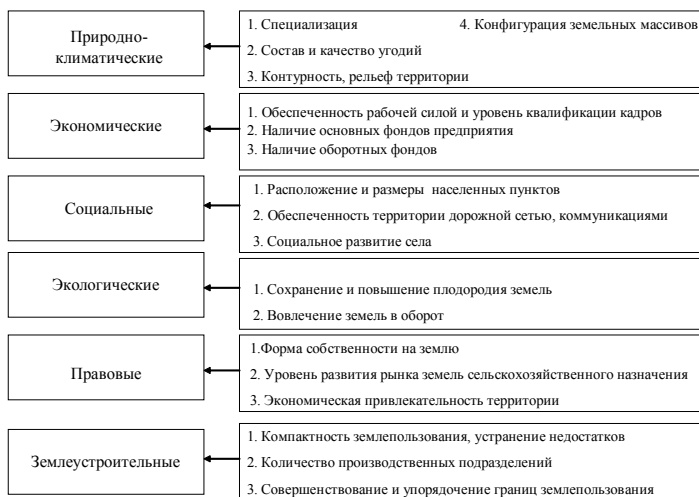 Природно-
климатические
1. Специализация
4. Конфигурация земельных массивов
2. Состав и качество угодий
3. Контурность, рельеф территории
Экономические
1. Обеспеченность рабочей силой и уровень квалификации кадров
2. Наличие основных фондов предприятия
3. Наличие оборотных фондов
Социальные
1. Расположение и размеры населенных пунктов
2. Обеспеченность территории дорожной сетью, коммуникациями
3. Социальное развитие села
Экологические
1. Сохранение и повышение плодородия земель
2. Вовлечение земель в оборот
Правовые
1.Форма собственности на землю
2. Уровень развития рынка земель сельскохозяйственного назначения
3. Экономическая привлекательность территории
Землеустроительные
1. Компактность землепользования, устранение недостатков
2. Количество производственных подразделений
3. Совершенствование и упорядочение границ землепользования